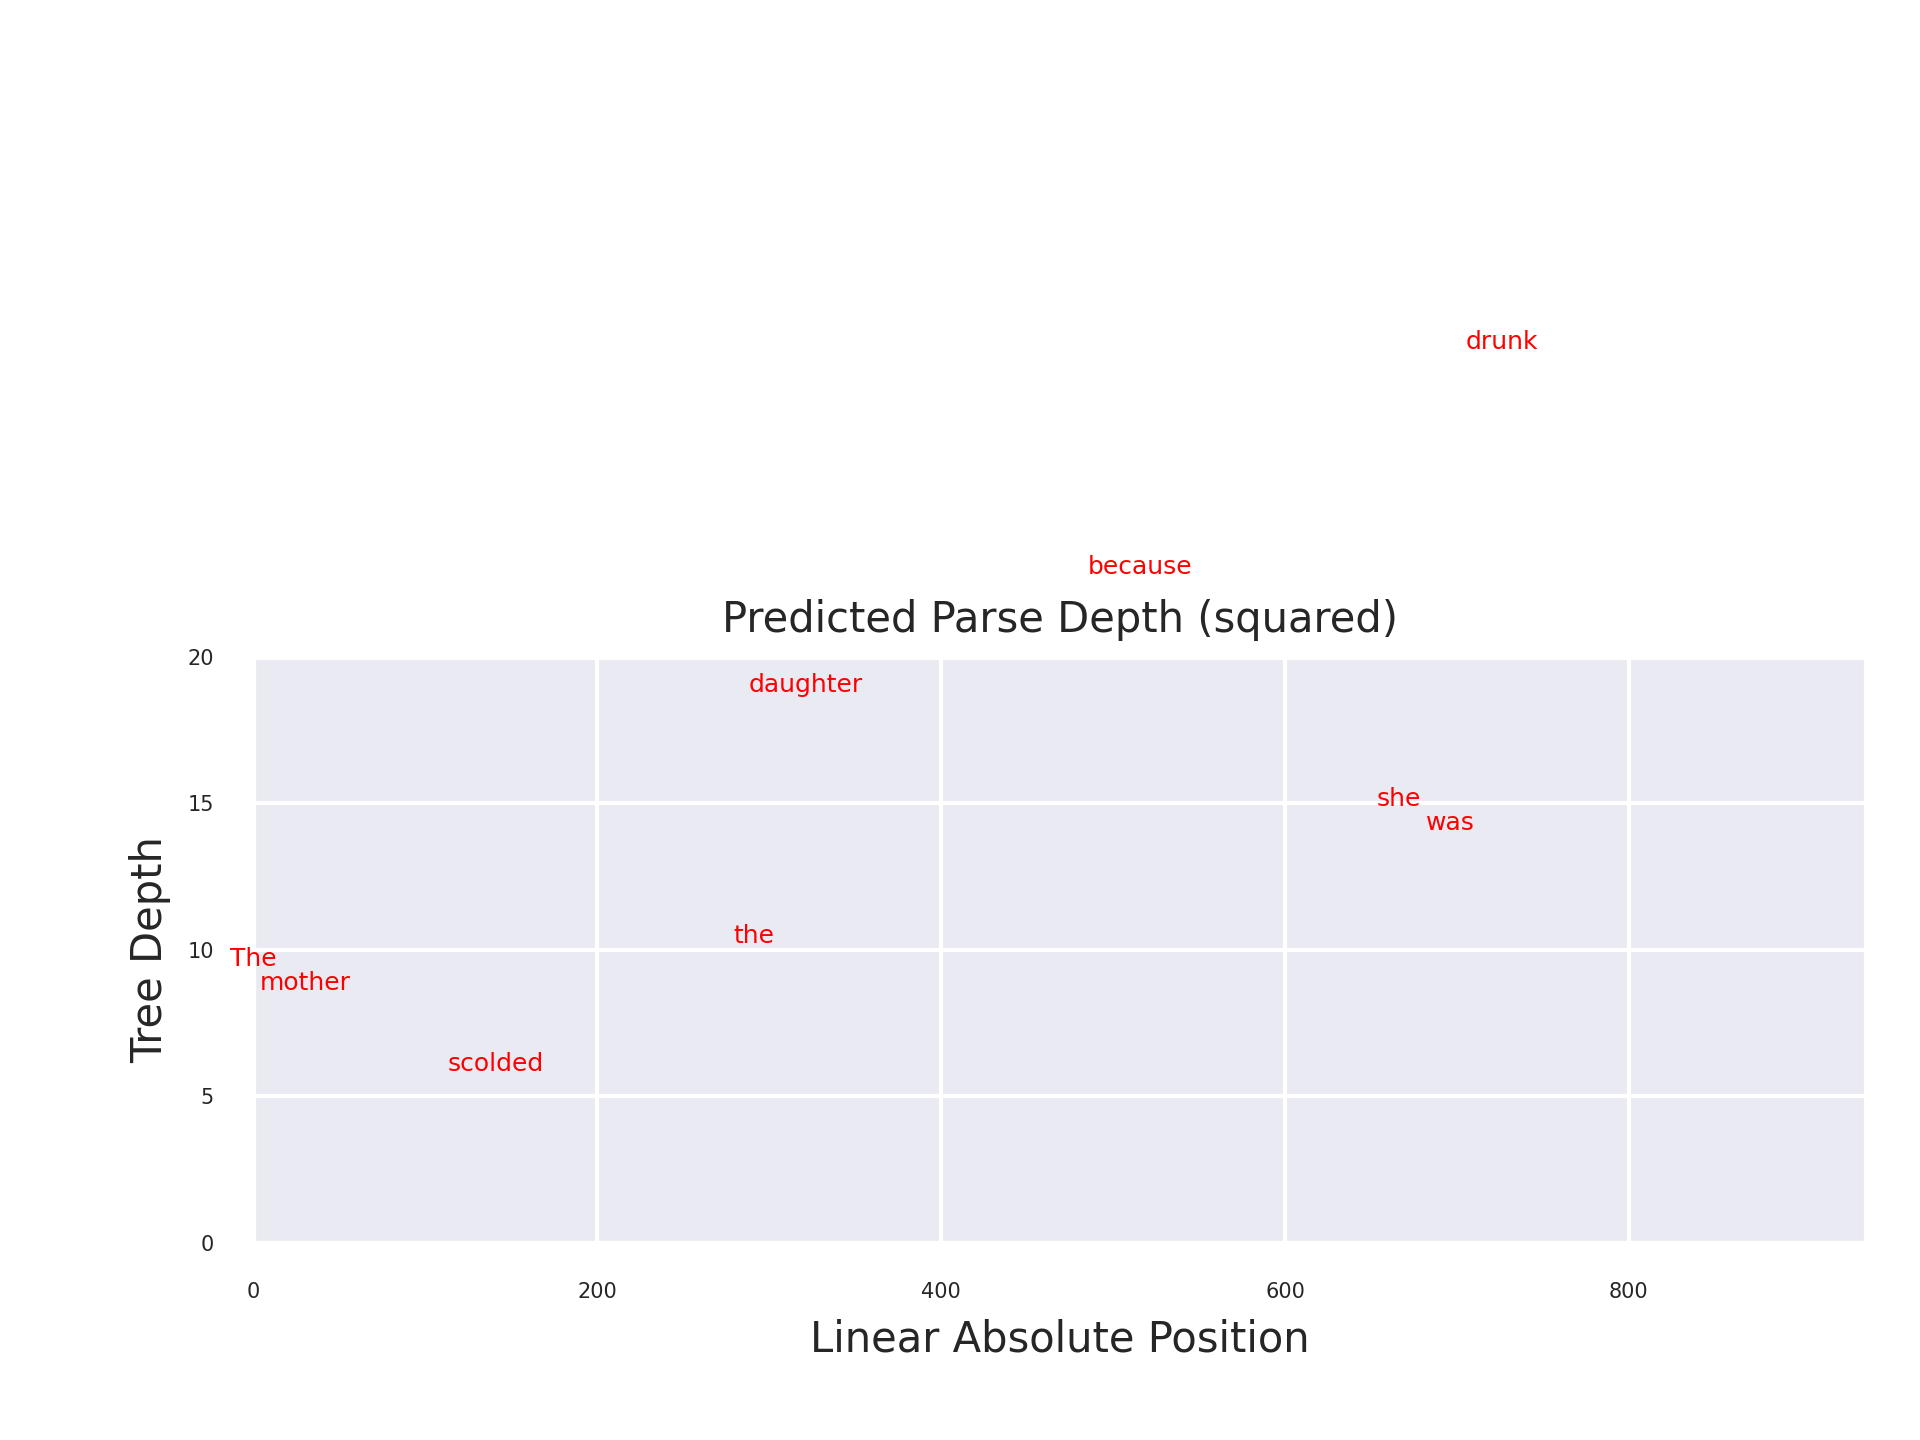 drunk
because
Predicted Parse Depth (squared)
20
daughter
15
she
was
the
10
The
mother
scolded
5
0
Tree Depth
0 200 400 600 800
Linear Absolute Position